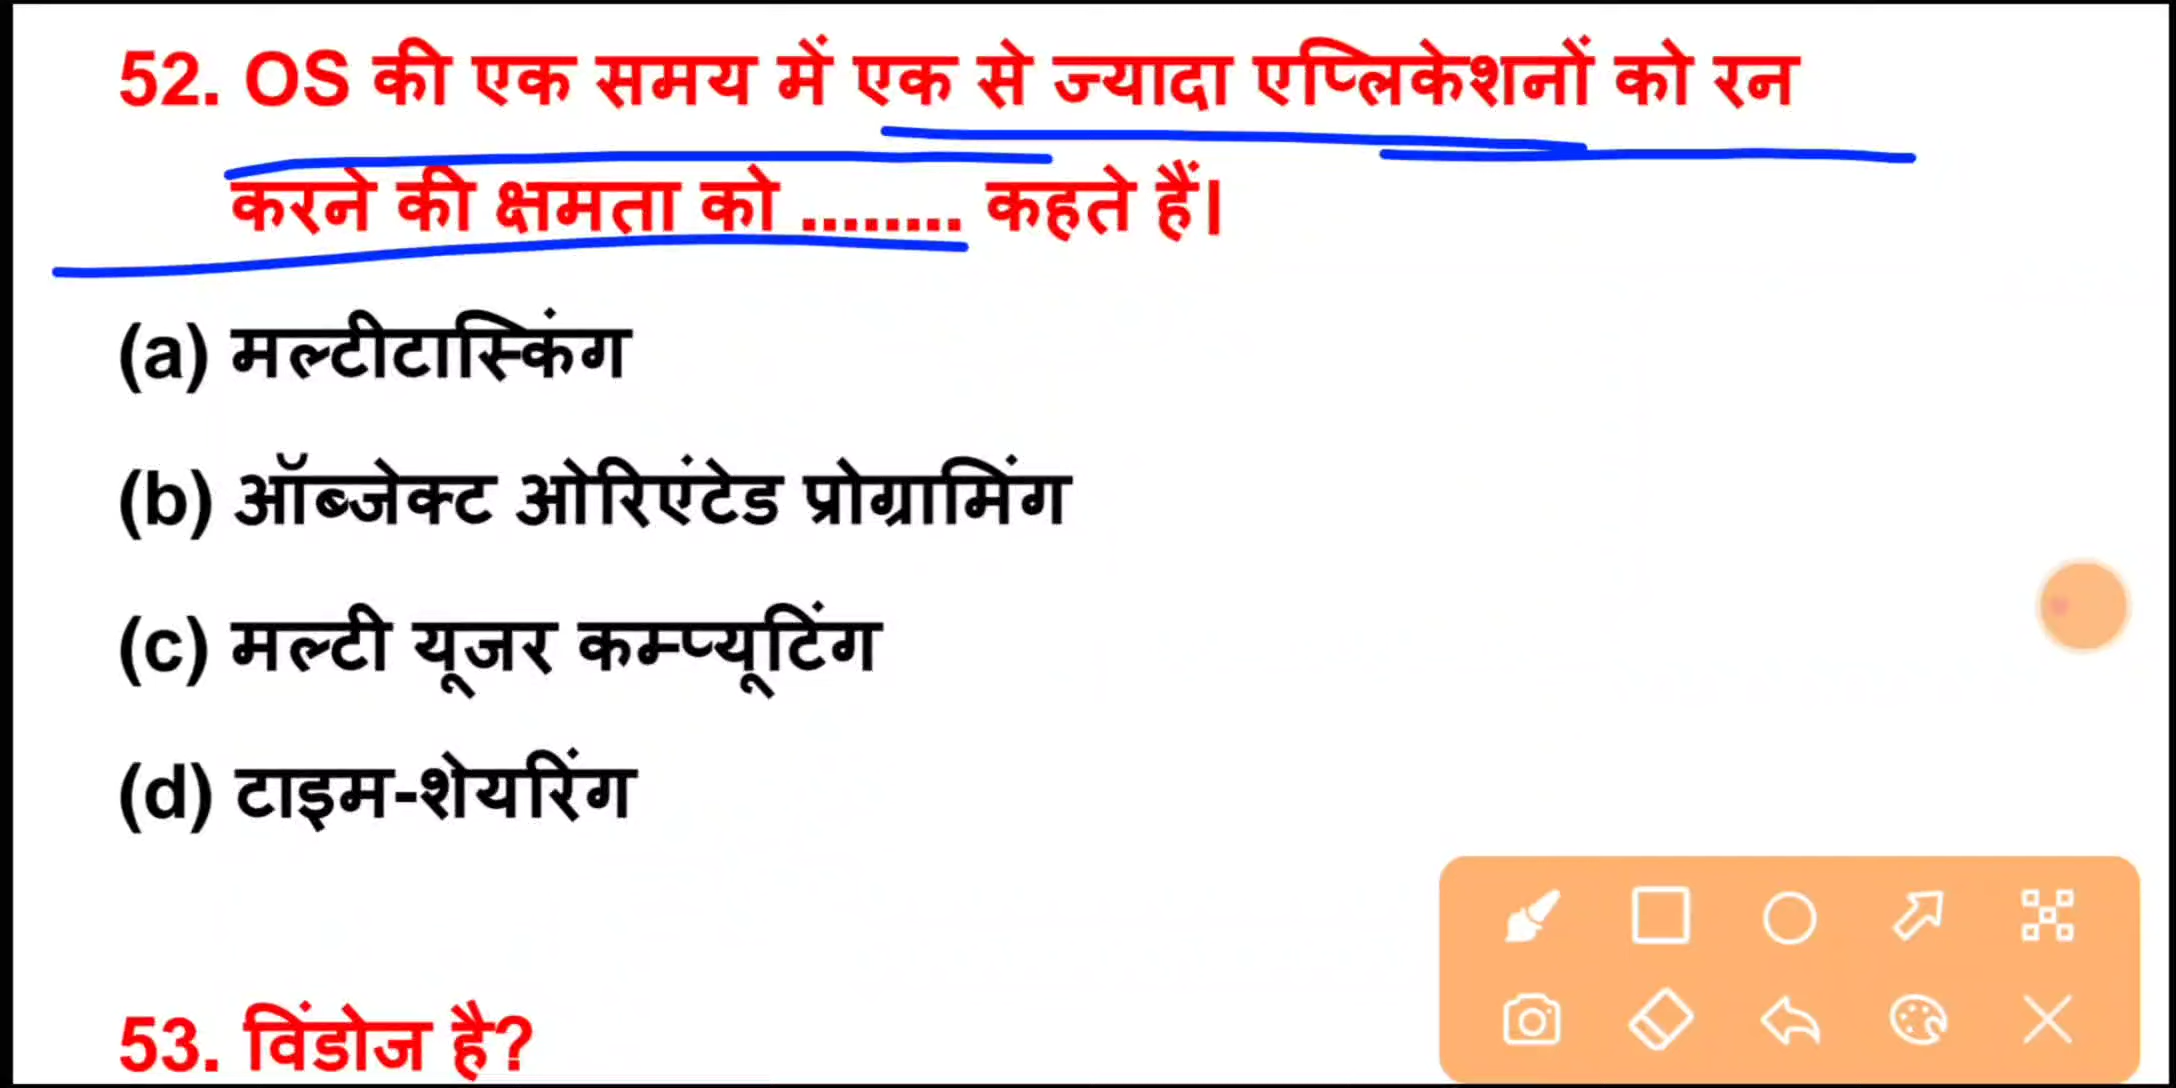 52. OS की एक समय में एक से ज्यादा एप्लिकेशनों को रन
करने की क्षमता को ........ कहते हैं।
(a) मल्टीटास्किंग
(b) ऑब्जेक्ट ओरिएंटेड प्रोग्रामिंग
(c) मल्टी यूजर कम्प्यूटिंग
(d) टाइम-शेयरिंग
53. विंडोज है?